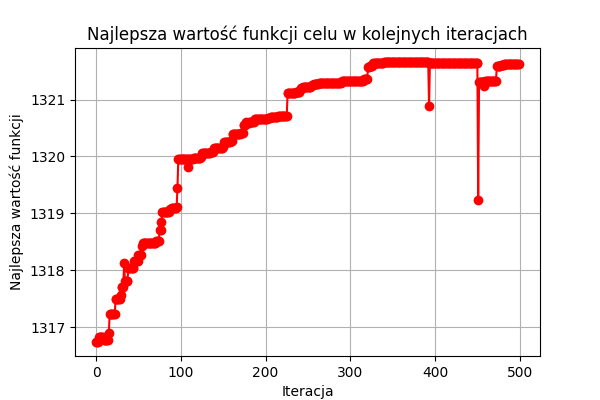 Najlepsza wartość funkcji celu w kolejnych iteracjach
Najlepsza wartość funkcji
1321
1320
1319
1318
1317
0 100 200 300 400 500
Iteracja